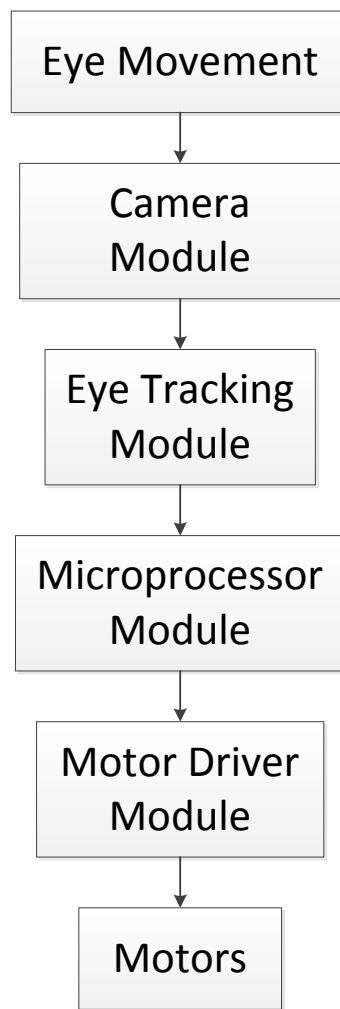 Eye Movement
Camera
Module
Eye Tracking
Module
Microprocessor
Module
Motor Driver
Module
Motors